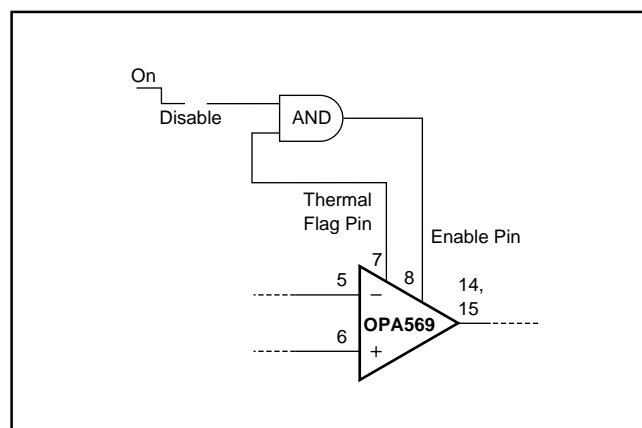 On
Disable
AND
Thermal
Flag Pin
Enable Pin
7
8
14,
15
5
−
OPA569
6
+